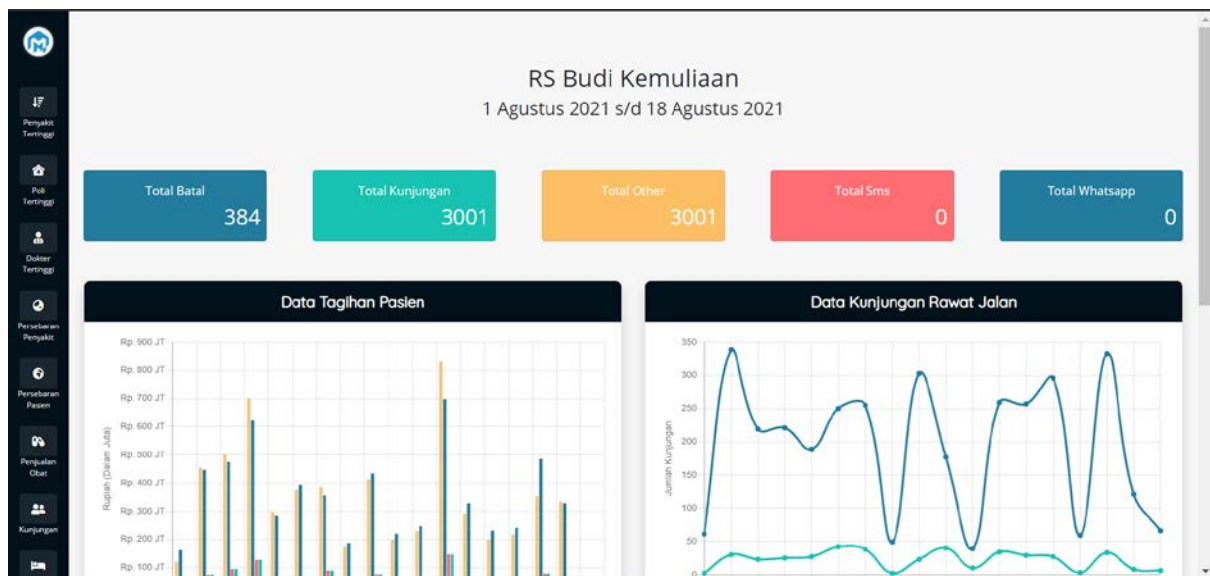 RS Budi Kemuliaan
1 Agustus 2021 s/d 18 Agustus 2021
Penyakit
Tertinggi
Poli
Tertinggi
Dokter
Tertinggi
Persebaran
Penyakit
Persebaran
Pasien
Penjualan
Obat
Kunjungan
Total Batal
384
Total Kunjungan
3001
Total Other
3001
Total Sms
0
Total Whatsapp
0
Data Tagihan Pasien
Rp. 900 JT
Rp. 800 JT
Rp. 700 JT
Rp. 600 JT
Rp. 500 JT
Rp. 400 JT
Rp. 300 JT
Rp. 200 JT
Rp. 100 JT
Rupiah (Dalam Juta)
Data Kunjungan Rawat Jalan
350
300
250
200
150
100
50
0
Jumlah Kunjungan